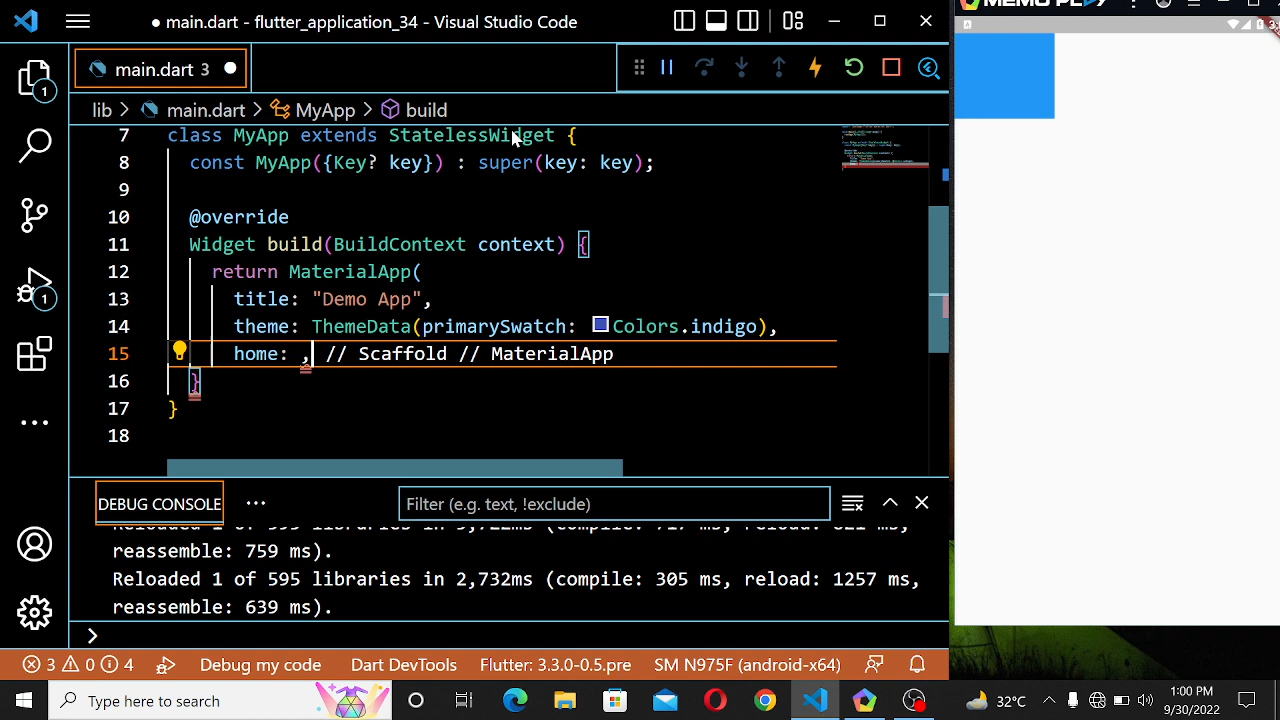 ● main.dart - flutter_application_34 - Visual Studio Code
MEMO PLAY
main.dart 3 ●
lib > main.dart > MyApp > build
7 class MyApp extends StatelessWidget {
8 const MyApp({Key? key}) : super(key: key);
9
10 @override
11 Widget build(BuildContext context) {
12 return MaterialApp(
13 title: "Demo App",
14 theme: ThemeData(primarySwatch: Colors.indigo),
15 home: , // Scaffold // MaterialApp
16 }
17 }
18
1
1
DEBUG CONSOLE ··· Filter (e.g. text, !exclude)
reassemble: 759 ms).
Reloaded 1 of 595 libraries in 2,732ms (compile: 305 ms, reload: 1257 ms,
reassemble: 639 ms).
>
3 0 4 Debug my code Dart DevTools Flutter: 3.3.0-0.5.pre SM N975F (android-x64)
Type here to search
32°C
1:00 PM
9/30/2022